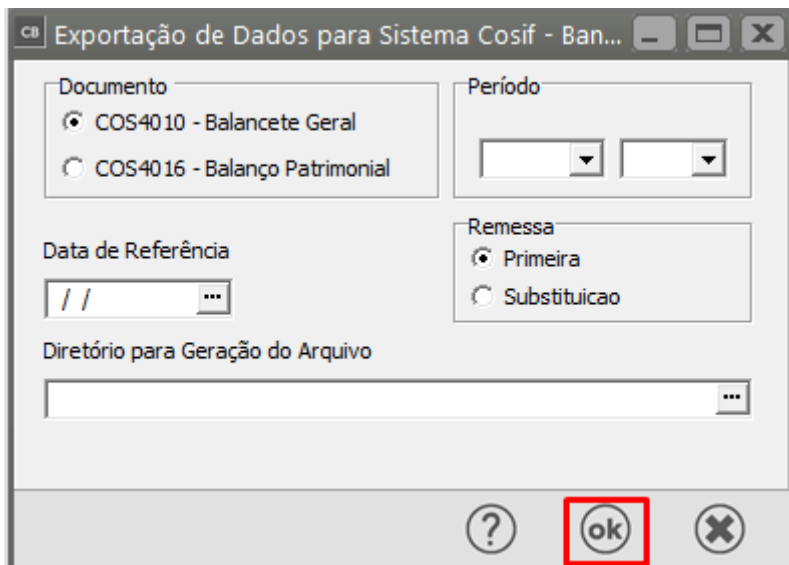 CB Exportação de Dados para Sistema Cosif - Ban...
Documento
COS4010 - Balancete Geral
COS4016 - Balanço Patrimonial
Período
Data de Referência
/ / ...
Remessa
Primeira
Substituicao
Diretório para Geração do Arquivo
...
? ok